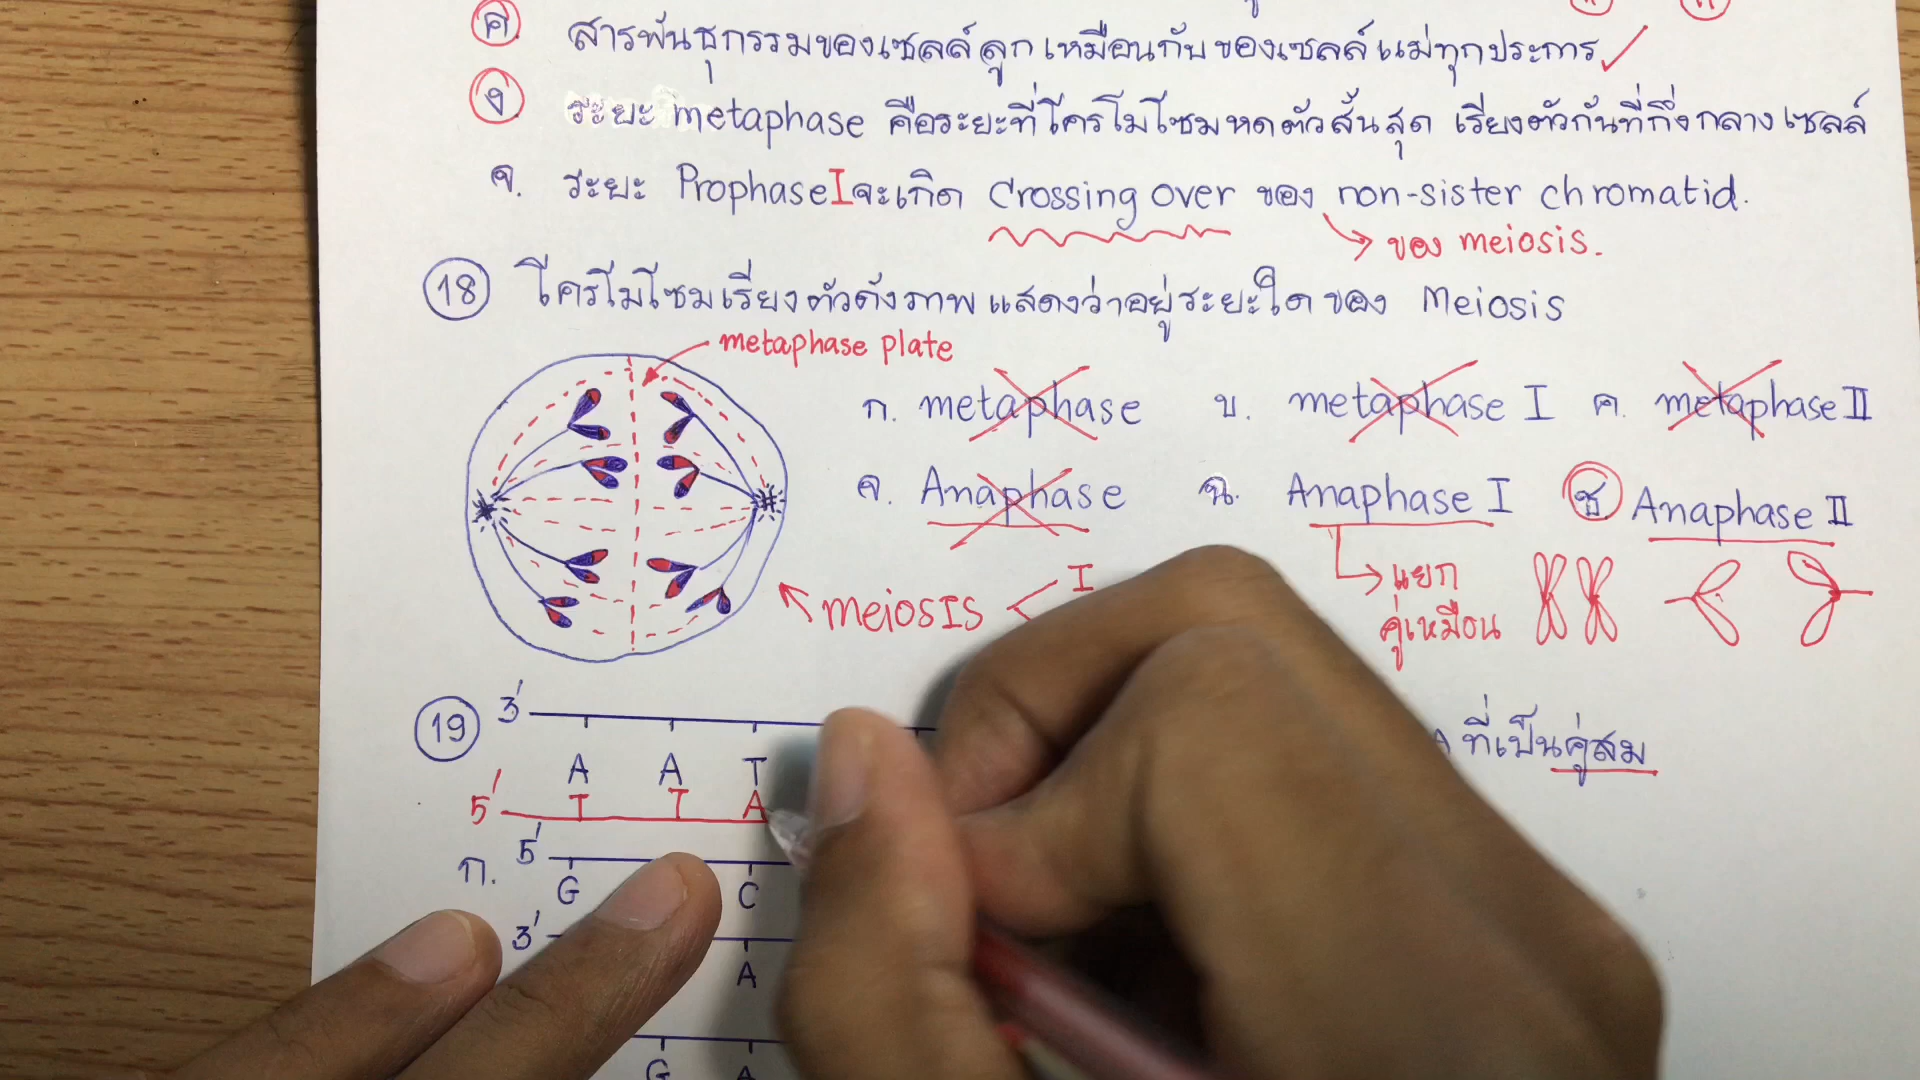 ค สารพันธุกรรมของเซลล์ลูกเหมือนกับของเซลล์แม่ทุกประการ
ง ระยะ metaphase คือระยะที่โครโมโซมหดตัวสั้นสุด เรียงตัวกันที่กึ่งกลางเซลล์
จ. ระยะ Prophase I จะเกิด Crossing over ของ non-sister chromatid.
ของ meiosis.
18 โครโมโซมเรียงตัวดังภาพแสดงว่าอยู่ระยะใดของ Meiosis
metaphase plate
ก. metaphase ข. metaphase I ค. metaphase II
จ. Anaphase ฉ. Anaphase I ช. Anaphase II
meiosis I
แยก
คู่เหมือน
19 3' ที่เป็นคู่สม
A A T
5' T T A
ก. 5'
G C
3'
A
G A